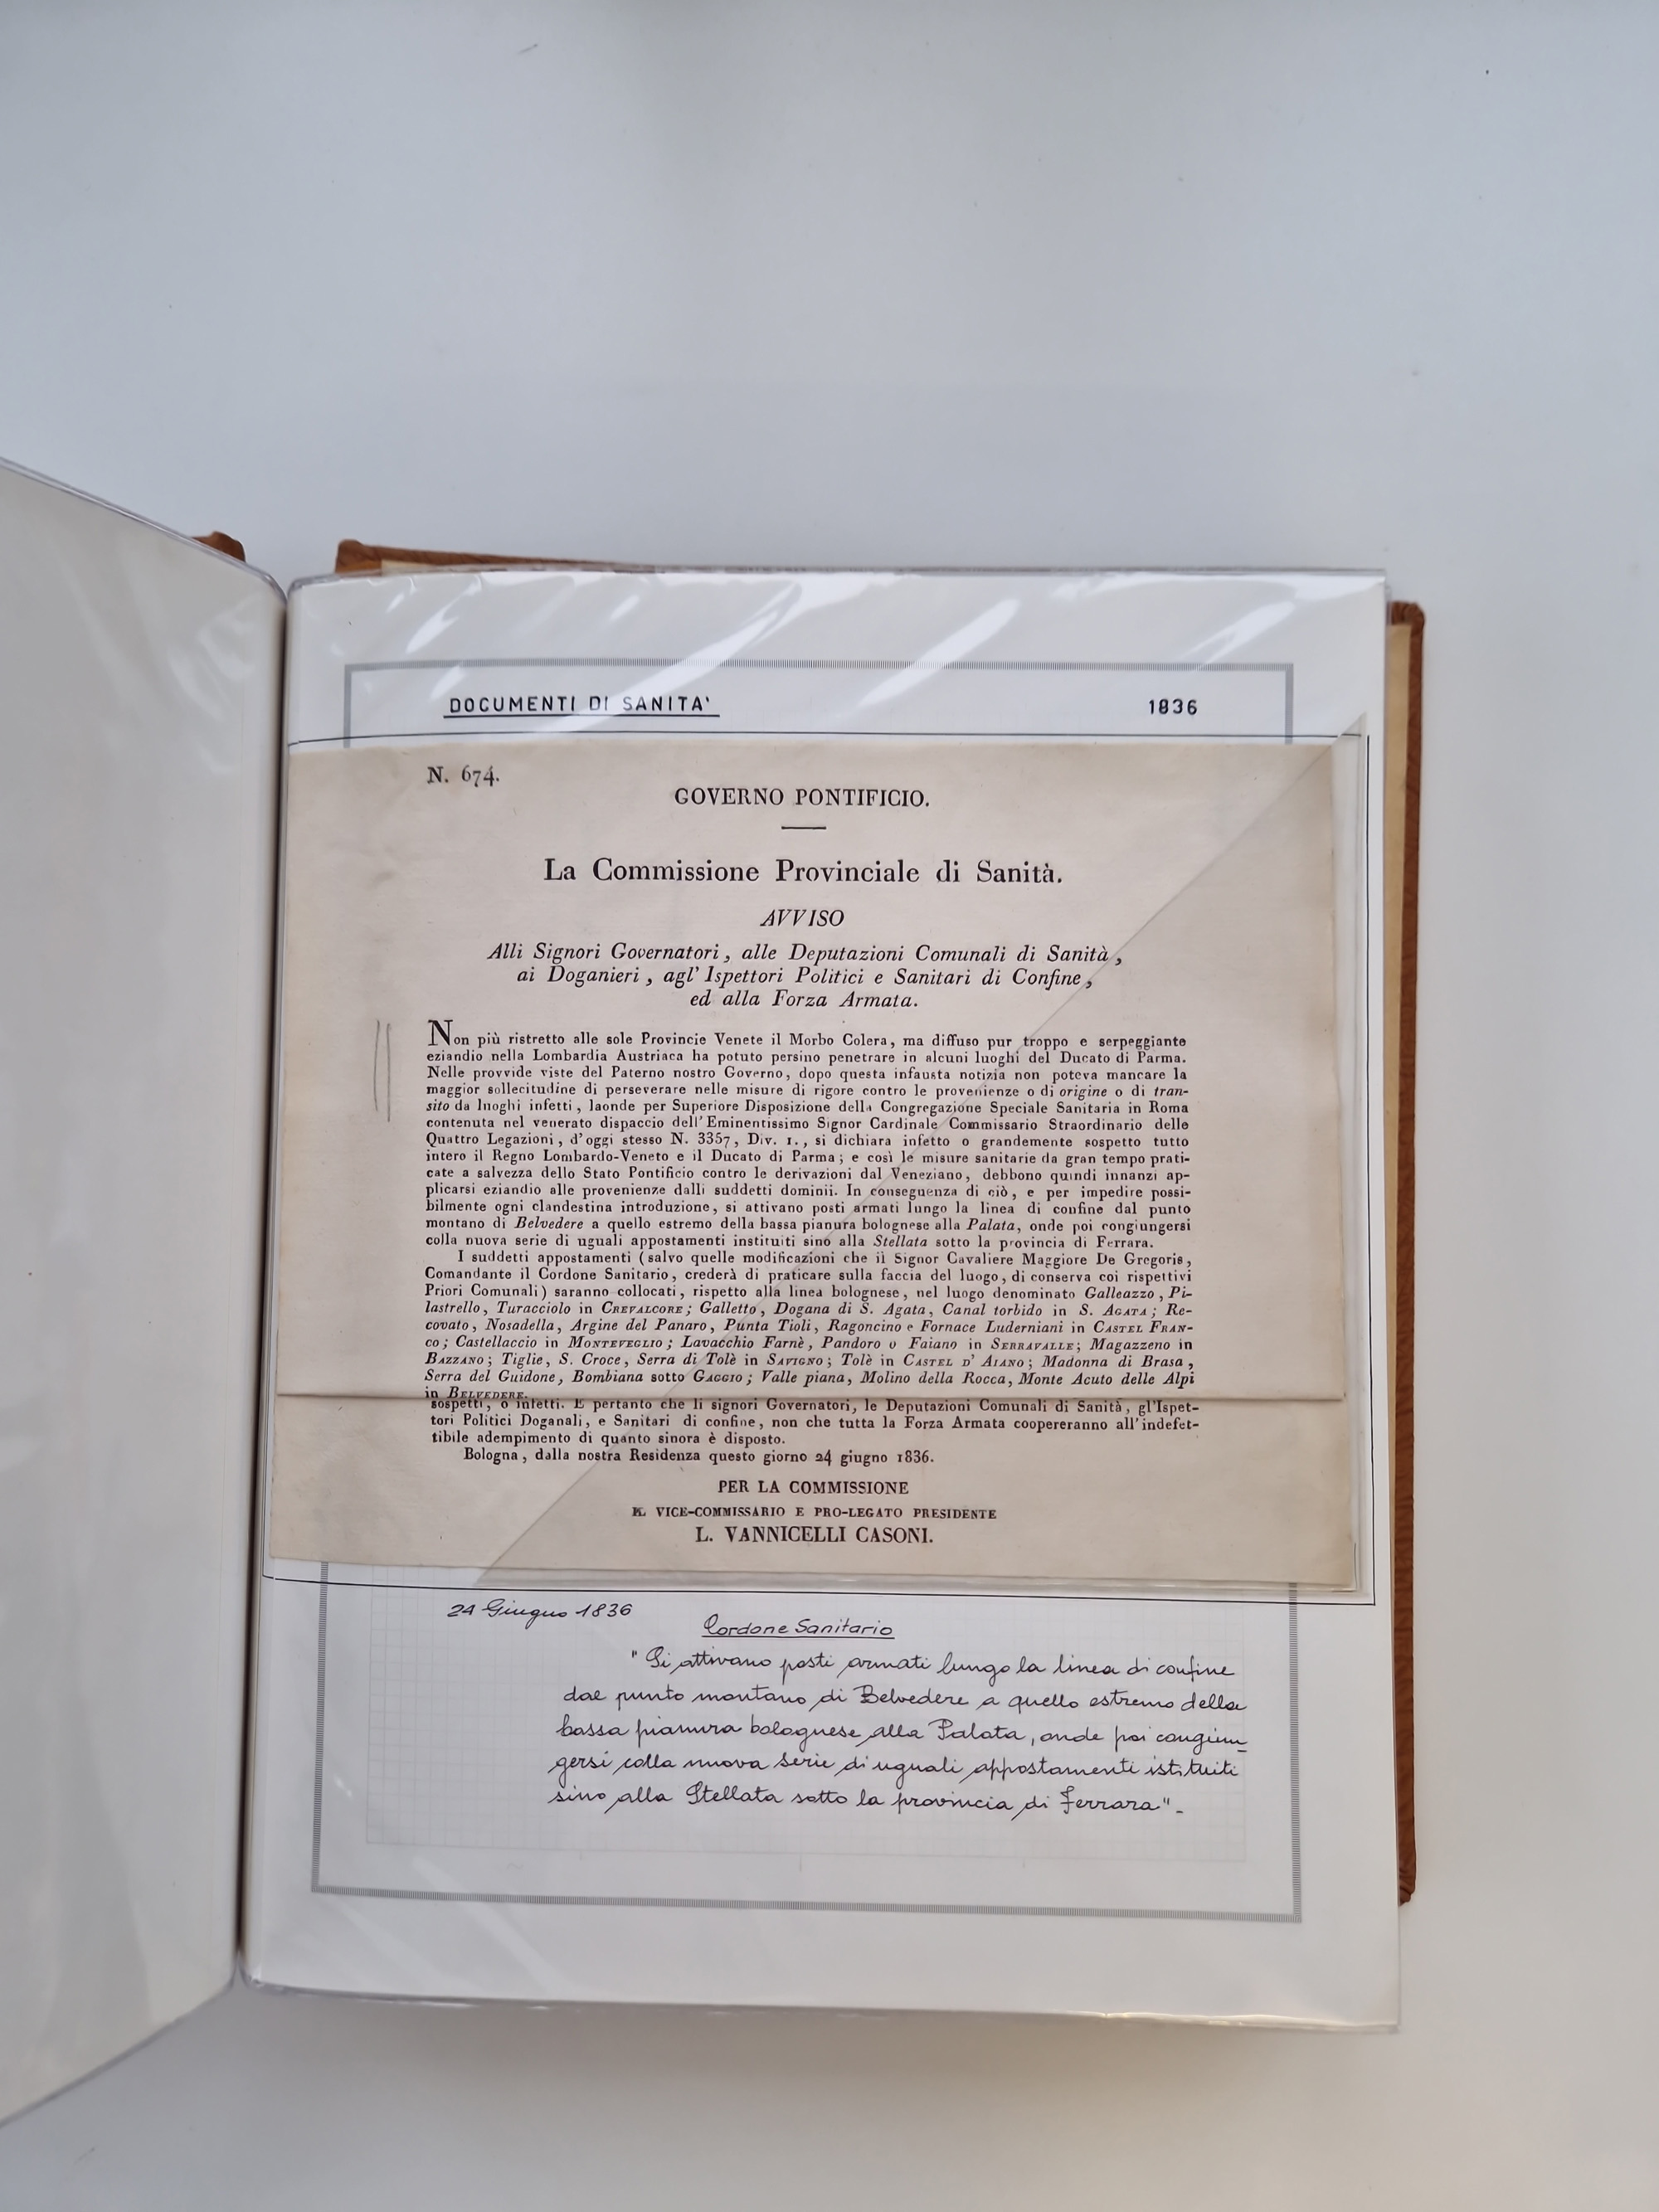 DOCUMENTI DI SANITA'
1836
N. 674.
GOVERNO PONTIFICIO.
La Commissione Provinciale di Sanità.
AVVISO
Alli Signori Governatori, alle Deputazioni Comunali di Sanità,
ai Doganieri, agl' Ispettori Politici e Sanitari di Confine,
ed alla Forza Armata.
Non più ristretto alle sole Provincie Venete il Morbo Colera, ma diffuso pur troppo e serpeggiante
eziandio nella Lombardia Austriaca ha potuto persino penetrare in alcuni luoghi del Ducato di Parma.
Nelle provvide viste del Paterno nostro Governo, dopo questa infausta notizia non poteva mancare la
maggior sollecitudine di perseverare nelle misure di rigore contro le provenienze o di origine o di tran-
sito da luoghi infetti, laonde per Superiore Disposizione della Congregazione Speciale Sanitaria in Roma
contenuta nel venerato dispaccio dell' Eminentissimo Signor Cardinale Commissario Straordinario delle
Quattro Legazioni, d'oggi stesso N. 3357, Div. 1., si dichiara infetto o grandemente sospetto tutto
intero il Regno Lombardo-Veneto e il Ducato di Parma; e così le misure sanitarie da gran tempo prati-
cate a salvezza dello Stato Pontificio contro le derivazioni dal Veneziano, debbono quindi innanzi ap-
plicarsi eziandio alle provenienze dalli suddetti dominii. In conseguenza di ciò, e per impedire possi-
bilmente ogni clandestina introduzione, si attivano posti armati lungo la linea di confine dal punto
montano di Belvedere a quello estremo della bassa pianura bolognese alla Palata, onde poi congiungersi
colla nuova serie di uguali appostamenti instituiti sino alla Stellata sotto la provincia di Ferrara.
I suddetti appostamenti (salvo quelle modificazioni che il Signor Cavaliere Maggiore De Gregoris,
Comandante il Cordone Sanitario, crederà di praticare sulla faccia del luogo, di conserva coi rispettivi
Priori Comunali) saranno collocati, rispetto alla linea bolognese, nel luogo denominato Galleazzo, Pi-
lastrello, Turacciolo in CREVALCORE; Galletto, Dogana di S. Agata, Canal torbido in S. AGATA; Re-
covato, Nosadella, Argine del Panaro, Punta Tioli, Ragoncino e Fornace Luderniani in CASTEL FRAN-
CO; Castellaccio in MONTEVEGLIO; Lavacchio Farnè, Pandoro o Faiano in SERRAVALLE; Magazzeno in
BAZZANO; Tiglie, S. Croce, Serra di Tolè in SAVIGNO; Tolè in CASTEL D' AIANO; Madonna di Brasa,
Serra del Guidone, Bombiana sotto GAGGIO; Valle piana, Molino della Rocca, Monte Acuto delle Alpi
in BELVEDERE.
sospetti, o infetti. E pertanto che li signori Governatori, le Deputazioni Comunali di Sanità, gl'Ispet-
tori Politici Doganali, e Sanitari di confine, non che tutta la Forza Armata coopereranno all'indefet-
tibile adempimento di quanto sinora è disposto.
Bologna, dalla nostra Residenza questo giorno 24 giugno 1836.
PER LA COMMISSIONE
IL VICE-COMMISSARIO E PRO-LEGATO PRESIDENTE
L. VANNICELLI CASONI.
24 Giugno 1836
Cordone Sanitario
"Si attivano posti armati lungo la linea di confine
dal punto montano di Belvedere a quello estremo della
bassa pianura bolognese alla Palata, onde poi congiun-
gersi colla nuova serie di uguali appostamenti istituiti
sino alla Stellata sotto la provincia di Ferrara"-